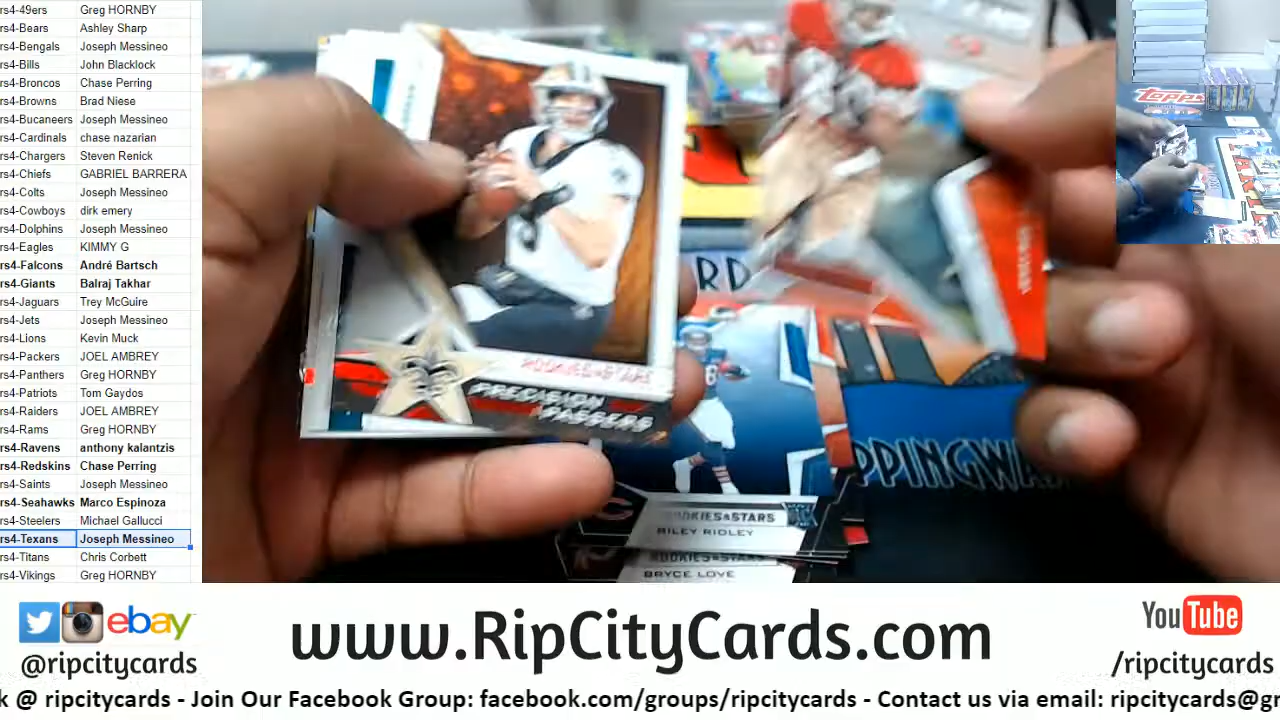 rs4-49ers Greg HORNBY
rs4-Bears Ashley Sharp
rs4-Bengals Joseph Messineo
rs4-Bills John Blacklock
rs4-Broncos Chase Perring
rs4-Browns Brad Niese
rs4-Bucaneers Joseph Messineo
rs4-Cardinals chase nazarian
rs4-Chargers Steven Renick
rs4-Chiefs GABRIEL BARRERA
rs4-Colts Joseph Messineo
rs4-Cowboys dirk emery
rs4-Dolphins Joseph Messineo
rs4-Eagles KIMMY G
rs4-Falcons André Bartsch
rs4-Giants Balraj Takhar
rs4-Jaguars Trey McGuire
rs4-Jets Joseph Messineo
rs4-Lions Kevin Muck
rs4-Packers JOEL AMBREY
rs4-Panthers Greg HORNBY
rs4-Patriots Tom Gaydos
rs4-Raiders JOEL AMBREY
rs4-Rams Greg HORNBY
rs4-Ravens anthony kalantzis
rs4-Redskins Chase Perring
rs4-Saints Joseph Messineo
rs4-Seahawks Marco Espinoza
rs4-Steelers Michael Gallucci
rs4-Texans Joseph Messineo
rs4-Titans Chris Corbett
rs4-Vikings Greg HORNBY
Topps
ROOKIES&STARS
PRECISION
PASSERS
RD
PPINGWA
ROOKIES&STARS
RILEY RIDLEY
ROOKIES&STARS
BRYCE LOVE
ebay
@ripcitycards
www.RipCityCards.com
YouTube
/ripcitycards
k @ ripcitycards - Join Our Facebook Group: facebook.com/groups/ripcitycards - Contact us via email: ripcitycards@g